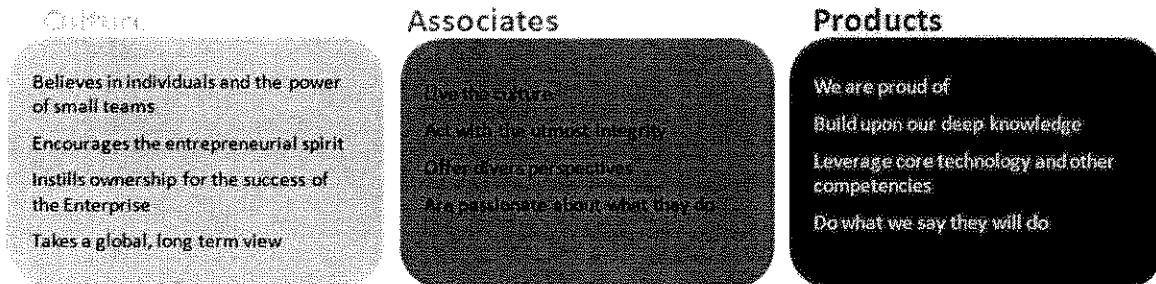 Culture
Believes in individuals and the power
of small teams
Encourages the entrepreneurial spirit
Instills ownership for the success of
the Enterprise
Takes a global, long term view
Associates
Live the culture
Act with the utmost integrity
Offer divers perspectives
Are passionate about what they do
Products
We are proud of
Build upon our deep knowledge
Leverage core technology and other
competencies
Do what we say they will do